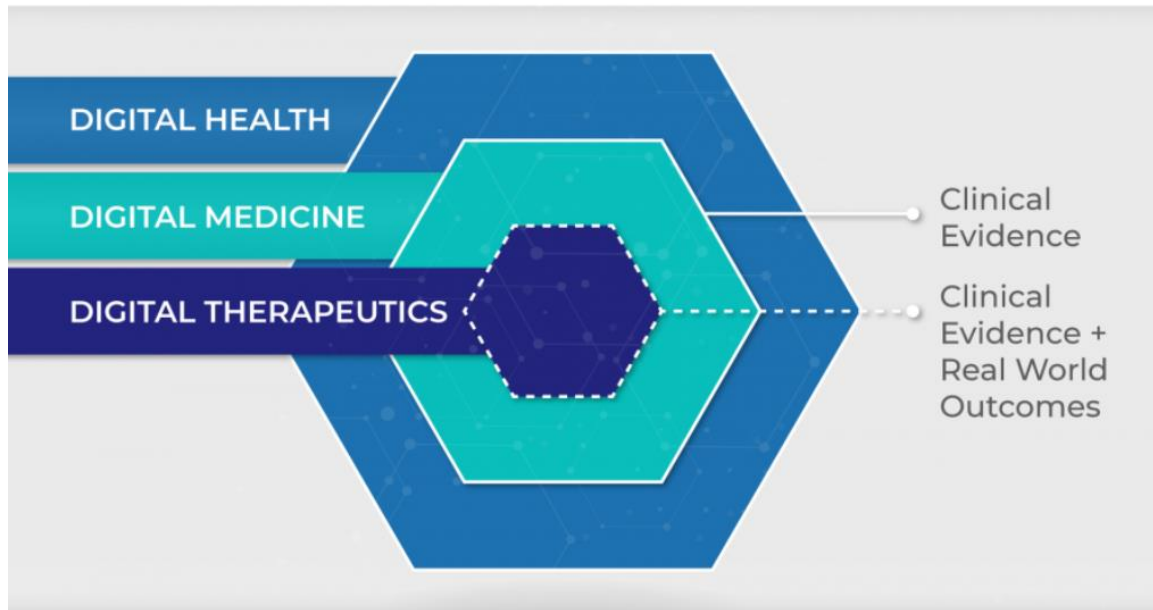 DIGITAL HEALTH
DIGITAL MEDICINE
DIGITAL THERAPEUTICS
Clinical
Evidence
Clinical
Evidence +
Real World
Outcomes